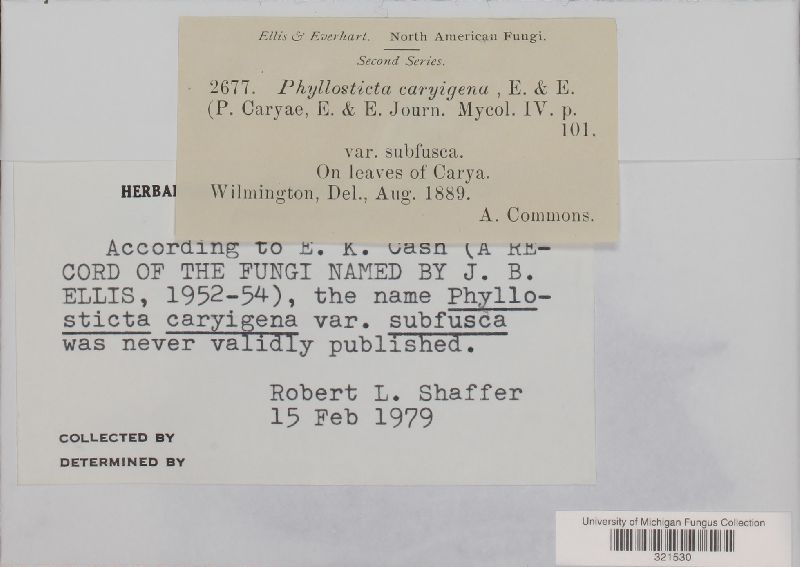 Ellis & Everhart. North American Fungi.
Second Series.
2677. Phyllosticta caryigena, E. & E.
(P. Caryae, E. & E. Journ. Mycol. IV. p.
101.
var. subfusca.
On leaves of Carya.
Wilmington, Del., Aug. 1889.
A. Commons.
According to E. K. Cash (A RE-
CORD OF THE FUNGI NAMED BY J. B.
ELLIS, 1952-54), the name Phyllo-
sticta caryigena var. subfusca
was never validly published.
Robert L. Shaffer
15 Feb 1979
COLLECTED BY
DETERMINED BY
University of Michigan Fungus Collection
321530